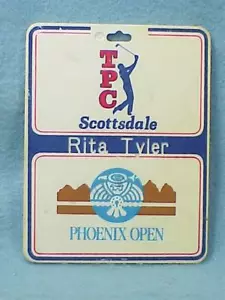 TPC
Scottsdale
Rita Tyler
PHOENIX OPEN